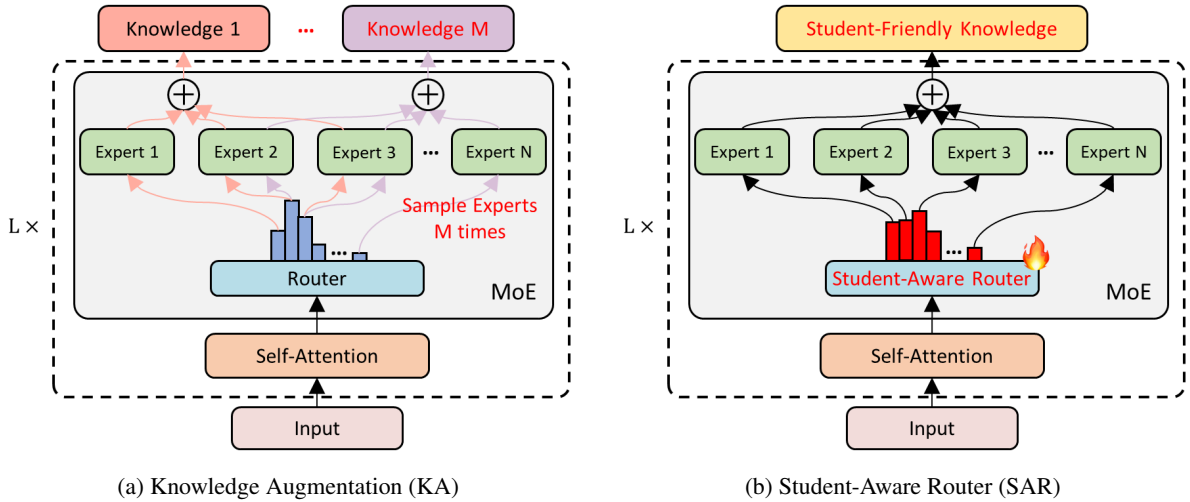 Knowledge 1
...
Knowledge M
Expert 1
Expert 2
Expert 3
...
Expert N
Sample Experts
M times
L ×
...
Router
MoE
Self-Attention
Input
(a) Knowledge Augmentation (KA)
Student-Friendly Knowledge
Expert 1
Expert 2
Expert 3
...
Expert N
L ×
...
Student-Aware Router
MoE
Self-Attention
Input
(b) Student-Aware Router (SAR)